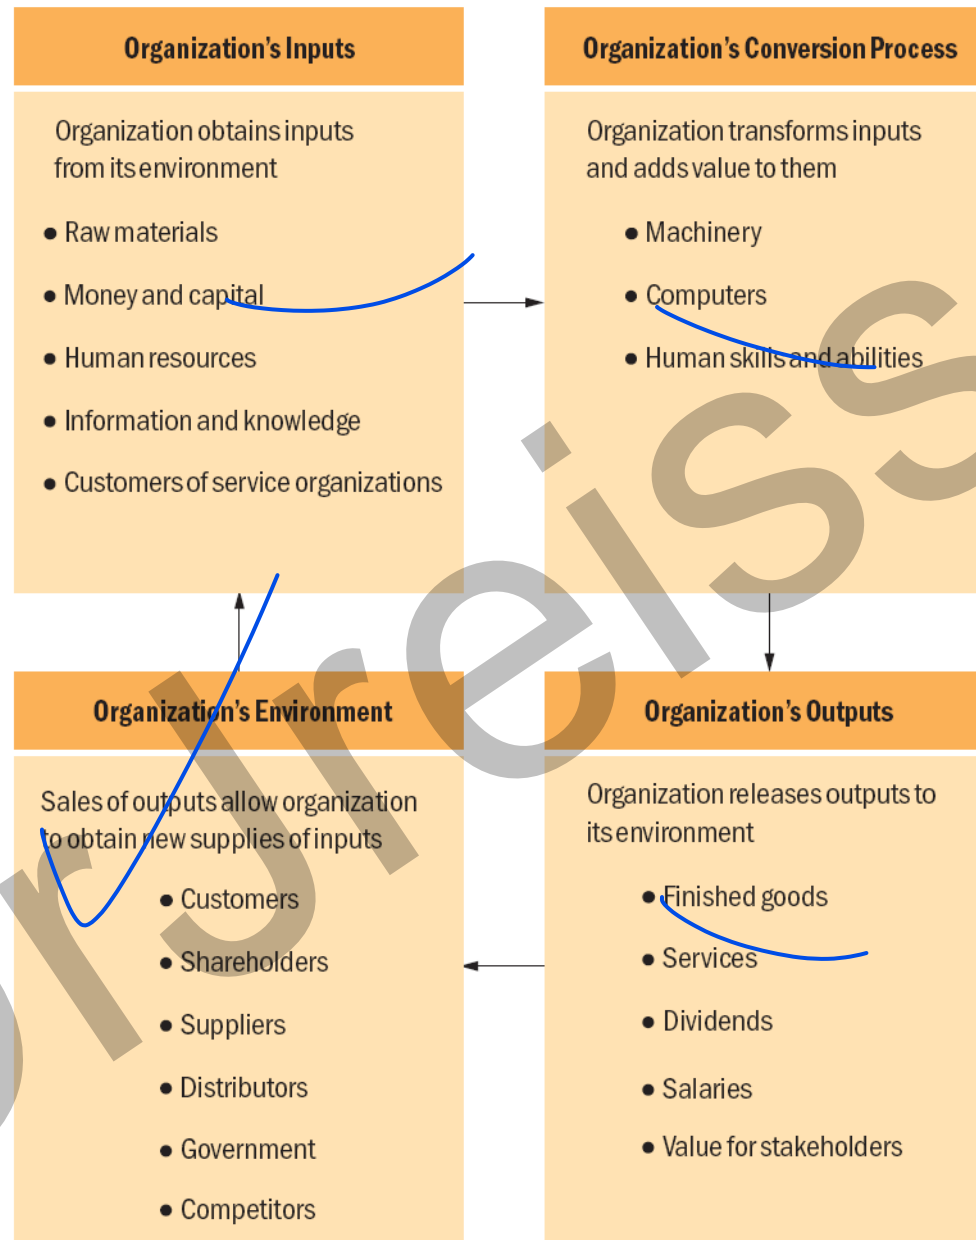 Organization's Inputs
Organization obtains inputs
from its environment
• Raw materials
• Money and capital
• Human resources
• Information and knowledge
• Customers of service organizations
Organization's Conversion Process
Organization transforms inputs
and adds value to them
• Machinery
• Computers
• Human skills and abilities
Organization's Environment
Sales of outputs allow organization
to obtain new supplies of inputs
• Customers
• Shareholders
• Suppliers
• Distributors
• Government
• Competitors
Organization's Outputs
Organization releases outputs to
its environment
• Finished goods
• Services
• Dividends
• Salaries
• Value for stakeholders